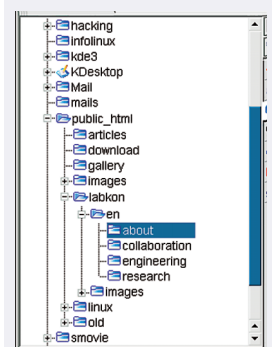 hacking
infolinux
kde3
KDesktop
Mail
mails
public_html
articles
download
gallery
images
labkon
en
about
collaboration
engineering
research
images
linux
old
smovie